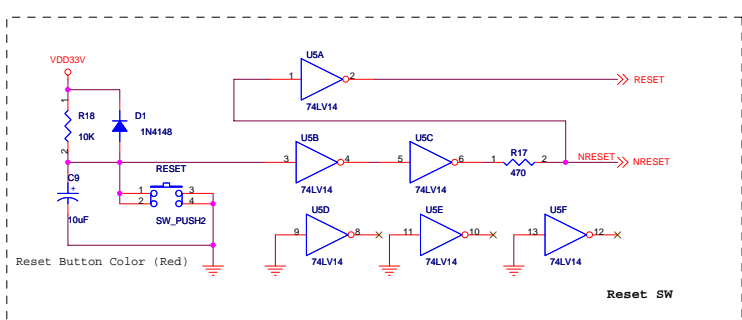 U5A
VDD33V
1
2
RESET
74LV14
1
R18
10K
2
D1
1N4148
U5B
U5C
R17
3
4
5
6
1
2
NRESET
NRESET
74LV14
74LV14
470
C9
+
10uF
RESET
1
2
3
4
SW_PUSH2
U5D
U5E
U5F
9
8
11
10
13
12
74LV14
74LV14
74LV14
Reset Button Color (Red)
Reset SW